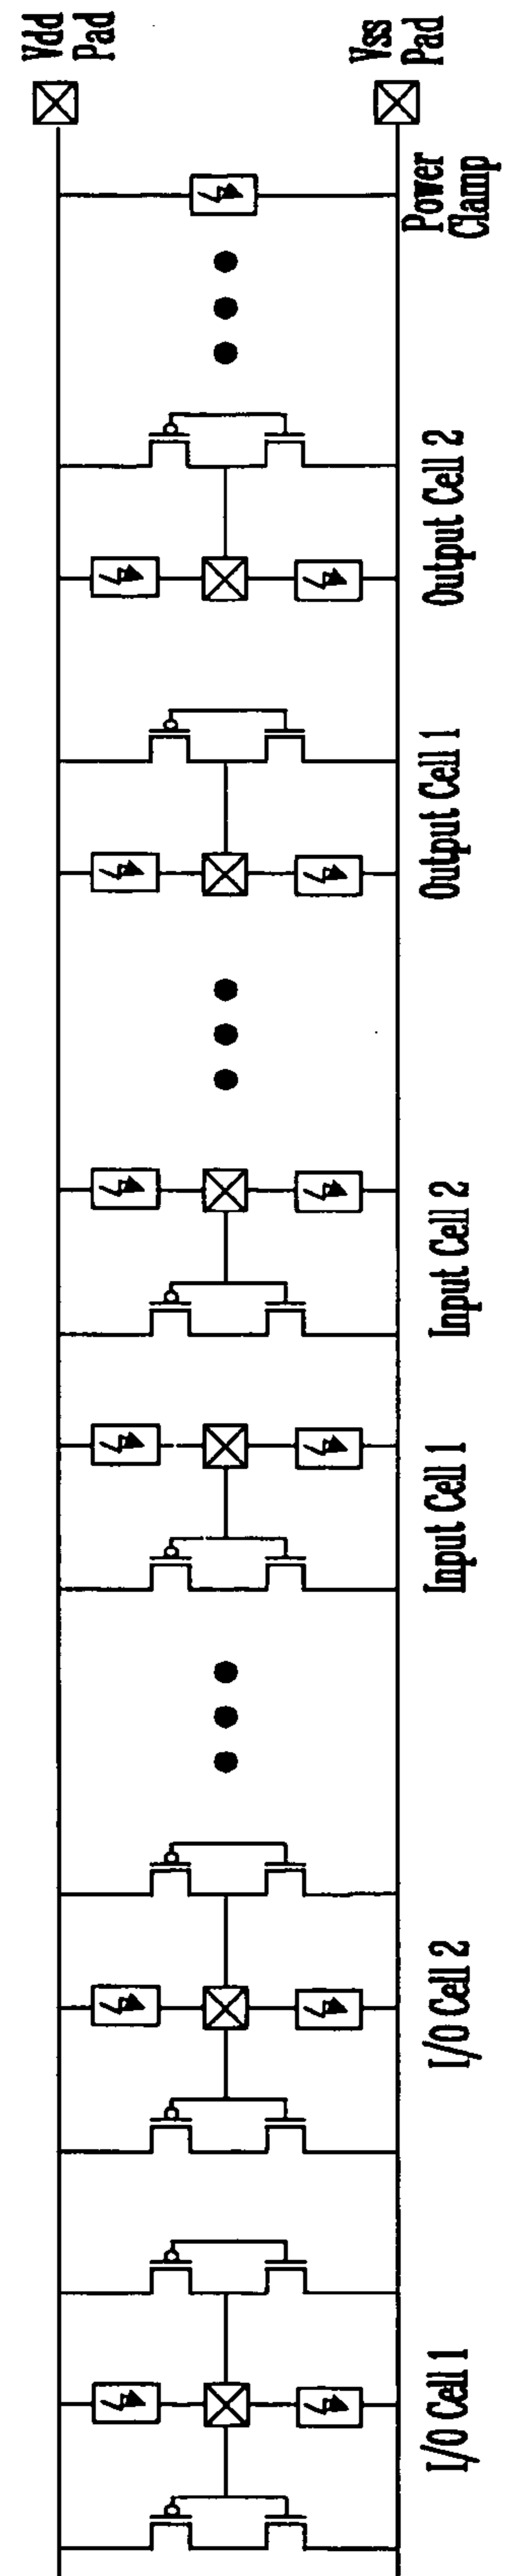 Vdd
Pad
Vss
Pad
Power
Clamp
Output Cell 2
Output Cell 1
Input Cell 2
Input Cell 1
I/O Cell 2
I/O Cell 1